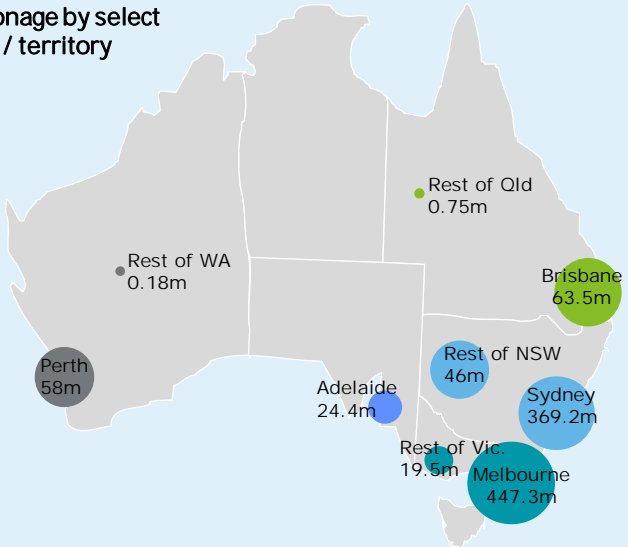 onage by select
/ territory
Rest of Qld
0.75m
Rest of WA
0.18m
Brisbane
63.5m
Rest of NSW
46m
Perth
58m
Adelaide
24.4m
Sydney
369.2m
Rest of Vic.
19.5m
Melbourne
447.3m